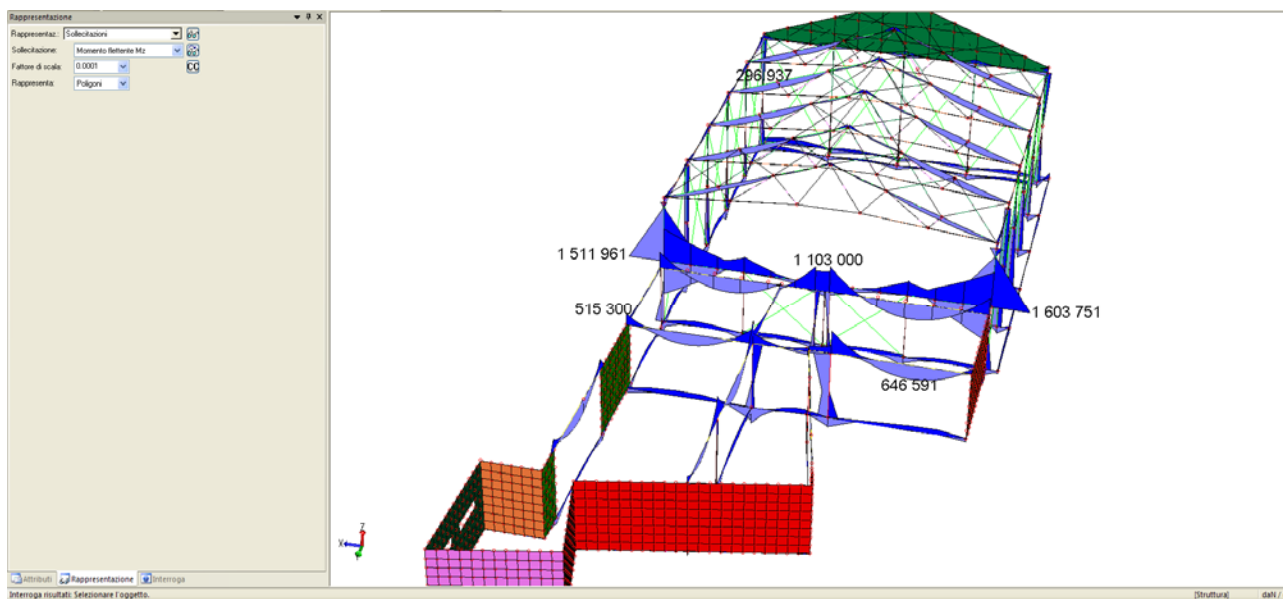 Rappresentazione
Rappresentaz.: Sollecitazioni
Sollecitazione: Momento flettente Mz
Fattore di scala: 0.0001
CC
Rappresenta: Poligoni
296 937
1 511 961
1 103 000
515 300
1 603 751
646 591
Z
X
Attributi Rappresentazione Interroga
Interroga risultati: Selezionare l'oggetto. [Struttura] daN /